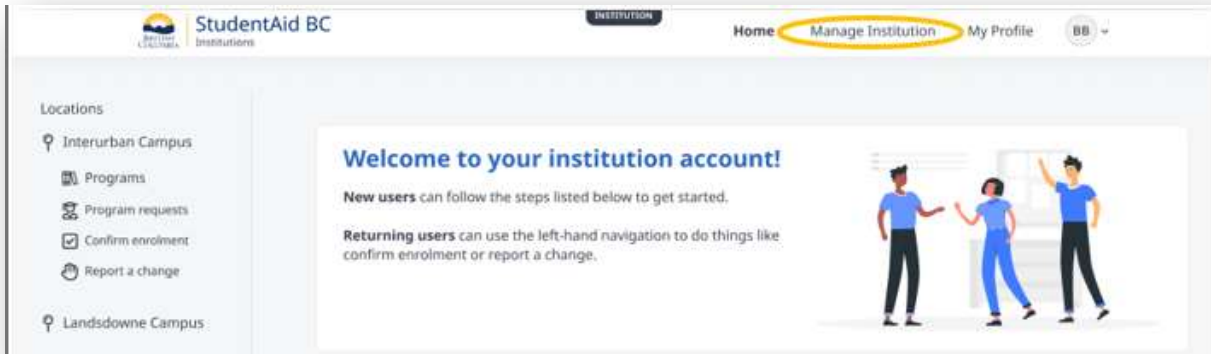 BRITISH
COLUMBIA
StudentAid BC
Institutions
INSTITUTION
Home
Manage Institution
My Profile
BB
Locations
Interurban Campus
Programs
Program requests
Confirm enrolment
Report a change
Landsdowne Campus
Welcome to your institution account!
New users can follow the steps listed below to get started.
Returning users can use the left-hand navigation to do things like
confirm enrolment or report a change.